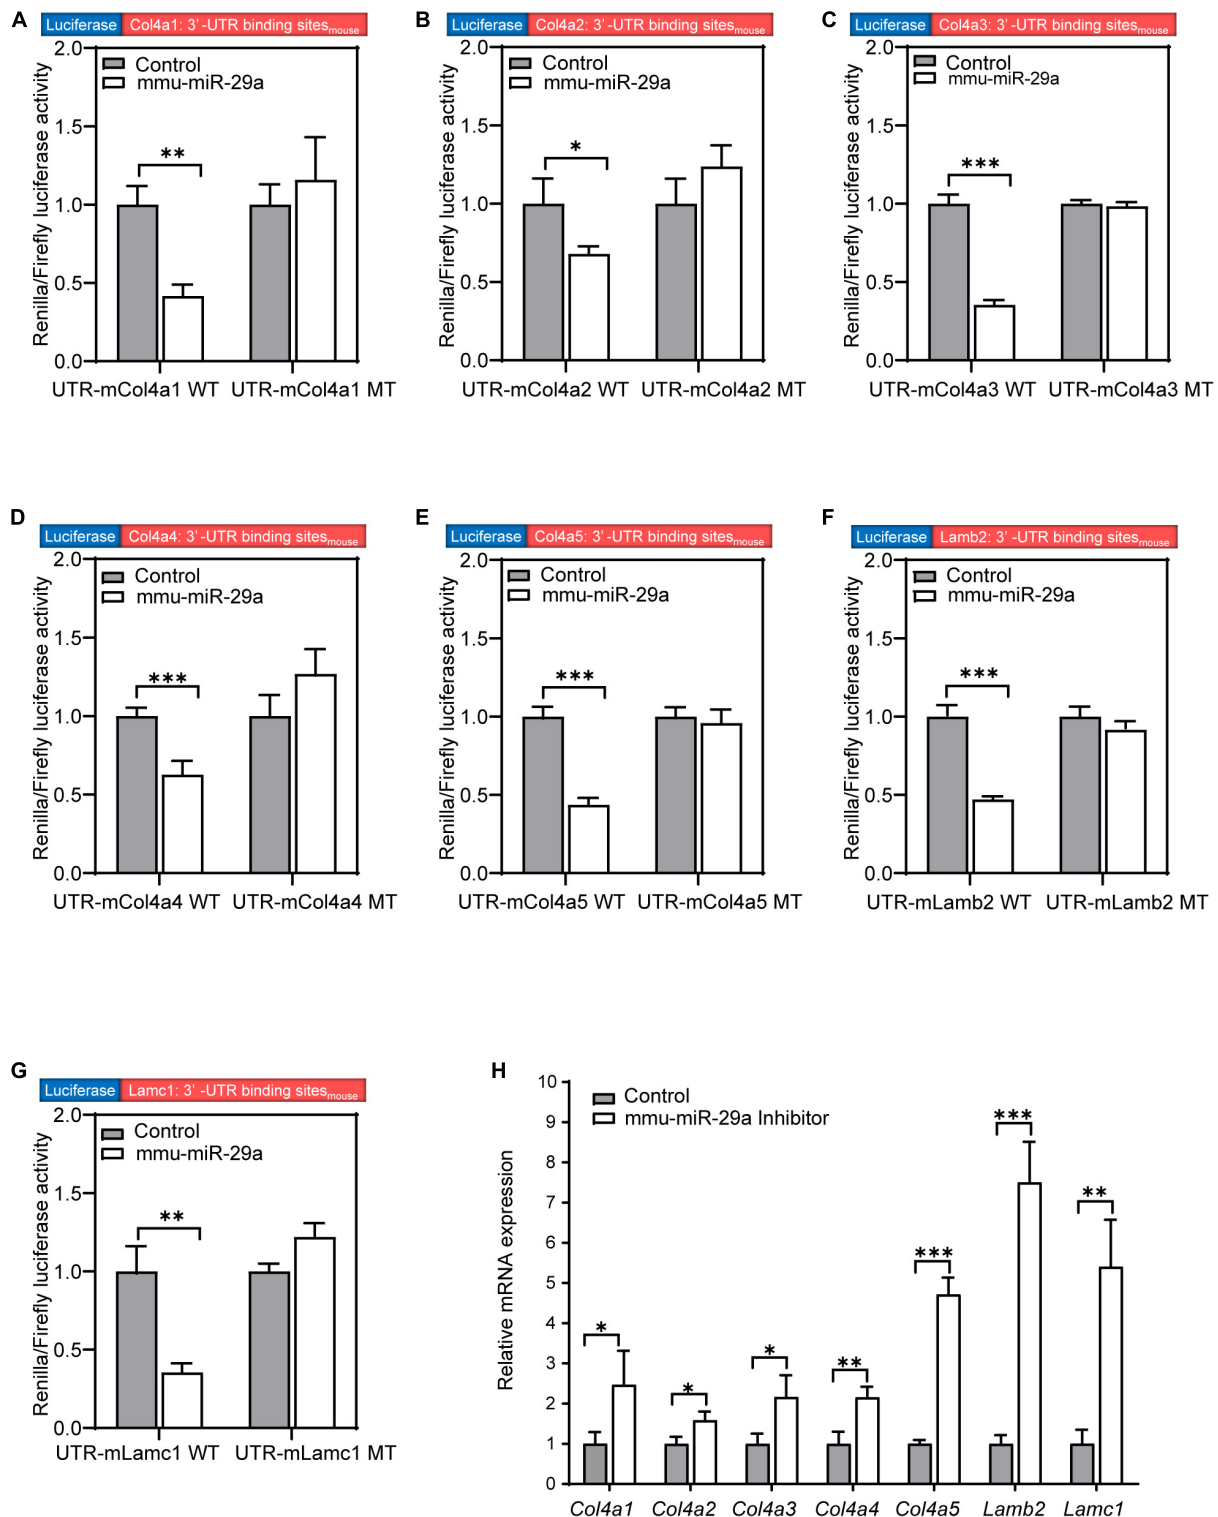 A
Luciferase Col4a1: 3’-UTR binding sitesmouse
Control
mmu-miR-29a
**
Renilla/Firefly luciferase activity
2.0
1.5
1.0
0.5
0.0
UTR-mCol4a1 WT UTR-mCol4a1 MT
B
Luciferase Col4a2: 3’-UTR binding sitesmouse
Control
mmu-miR-29a
*
Renilla/Firefly luciferase activity
2.0
1.5
1.0
0.5
0.0
UTR-mCol4a2 WT UTR-mCol4a2 MT
C
Luciferase Col4a3: 3’-UTR binding sitesmouse
Control
mmu-miR-29a
***
Renilla/Firefly luciferase activity
2.0
1.5
1.0
0.5
0.0
UTR-mCol4a3 WT UTR-mCol4a3 MT
D
Luciferase Col4a4: 3’-UTR binding sitesmouse
Control
mmu-miR-29a
***
Renilla/Firefly luciferase activity
2.0
1.5
1.0
0.5
0.0
UTR-mCol4a4 WT UTR-mCol4a4 MT
E
Luciferase Col4a5: 3’-UTR binding sitesmouse
Control
mmu-miR-29a
***
Renilla/Firefly luciferase activity
2.0
1.5
1.0
0.5
0.0
UTR-mCol4a5 WT UTR-mCol4a5 MT
F
Luciferase Lamb2: 3’-UTR binding sitesmouse
Control
mmu-miR-29a
***
Renilla/Firefly luciferase activity
2.0
1.5
1.0
0.5
0.0
UTR-mLamb2 WT UTR-mLamb2 MT
G
Luciferase Lamc1: 3’-UTR binding sitesmouse
Control
mmu-miR-29a
**
Renilla/Firefly luciferase activity
2.0
1.5
1.0
0.5
0.0
UTR-mLamc1 WT UTR-mLamc1 MT
H
Control
mmu-miR-29a Inhibitor
Relative mRNA expression
10
9
8
7
6
5
4
3
2
1
0
* * * ** *** *** **
Col4a1 Col4a2 Col4a3 Col4a4 Col4a5 Lamb2 Lamc1